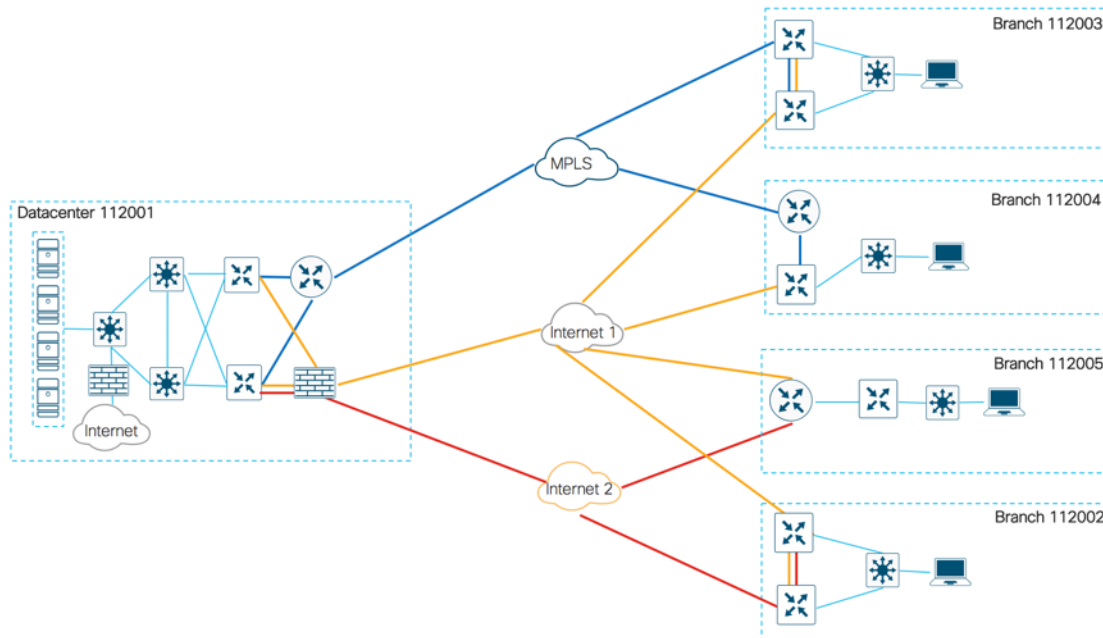 Branch 112003
MPLS
Branch 112004
Datacenter 112001
Internet 1
Branch 112005
Internet
Internet 2
Branch 112002